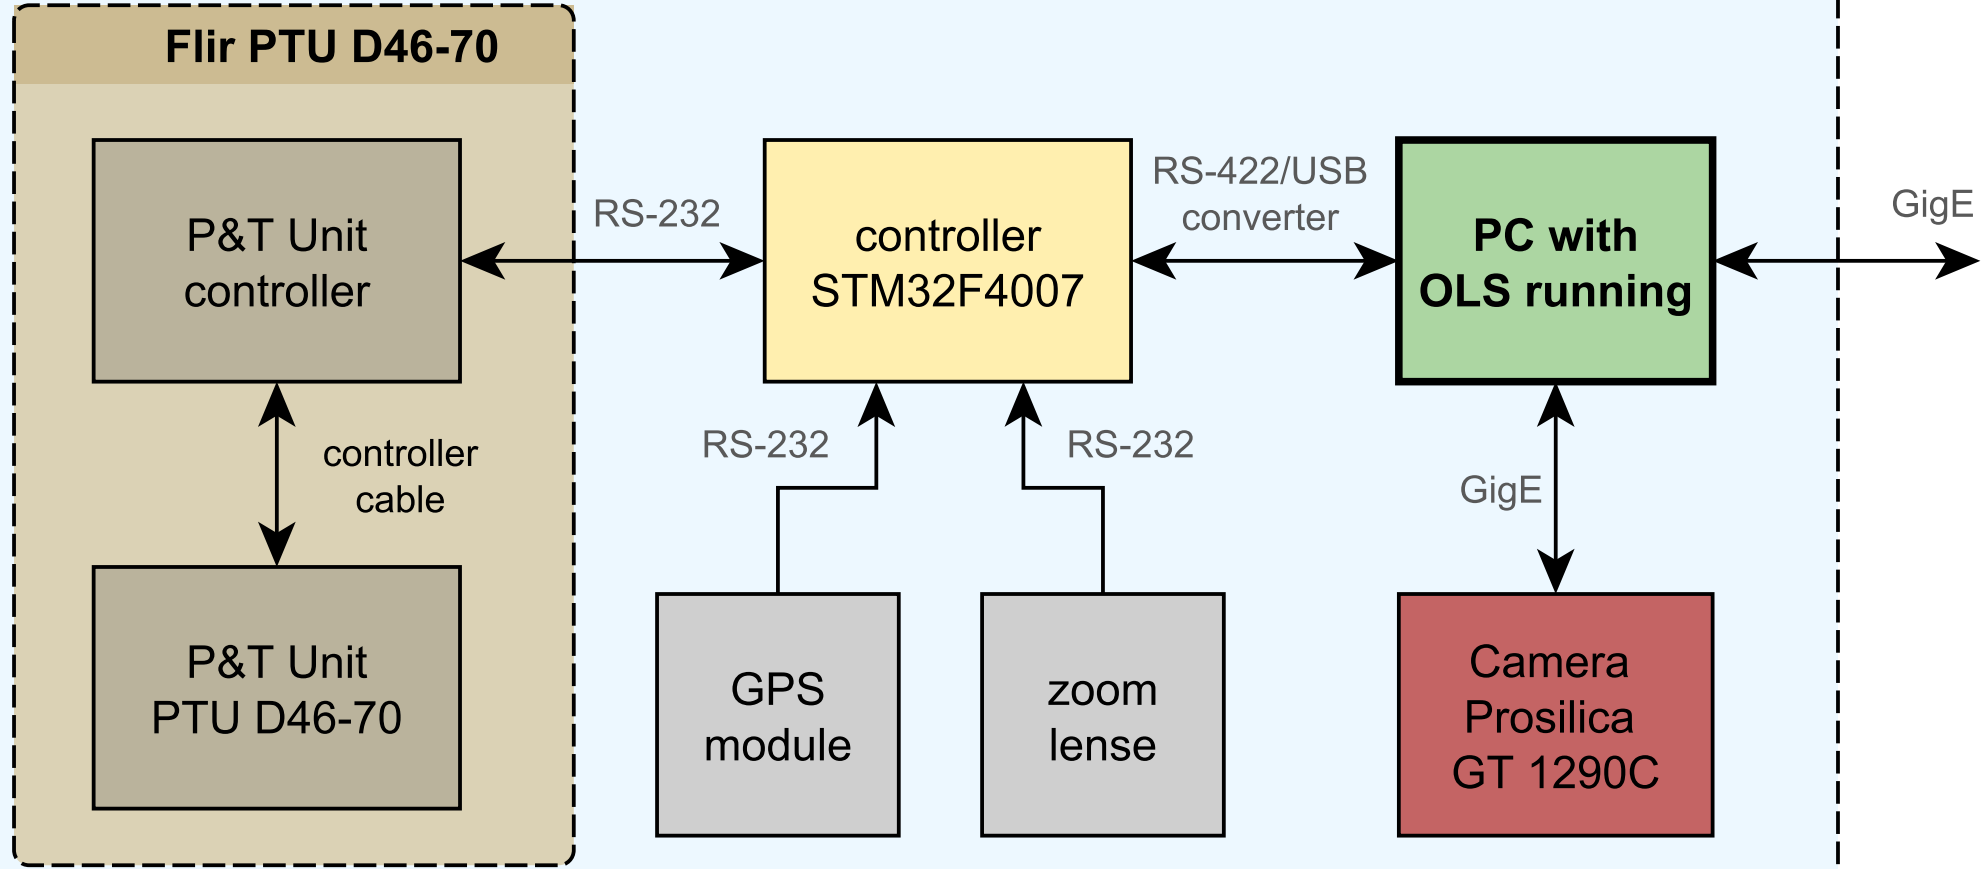 Flir PTU D46-70
P&T Unit
controller
RS-232
controller
STM32F4007
RS-422/USB
converter
PC with
OLS running
GigE
controller
cable
RS-232
RS-232
GigE
P&T Unit
PTU D46-70
GPS
module
zoom
lense
Camera
Prosilica
GT 1290C